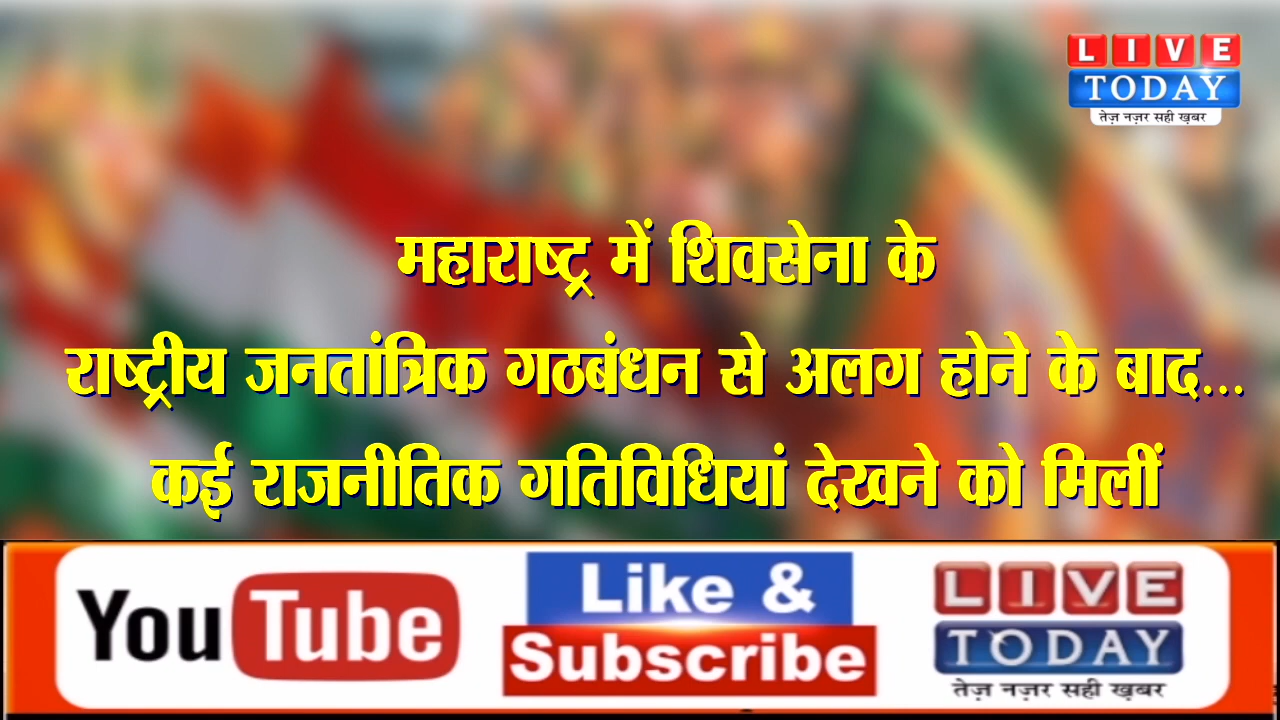 LIVE
TODAY
तेज़ नज़र सही ख़बर
महाराष्ट्र में शिवसेना के
राष्ट्रीय जनतांत्रिक गठबंधन से अलग होने के बाद...
कई राजनीतिक गतिविधियां देखने को मिलीं
YouTube
Like &
Subscribe
LIVE
TODAY
तेज़ नज़र सही ख़बर